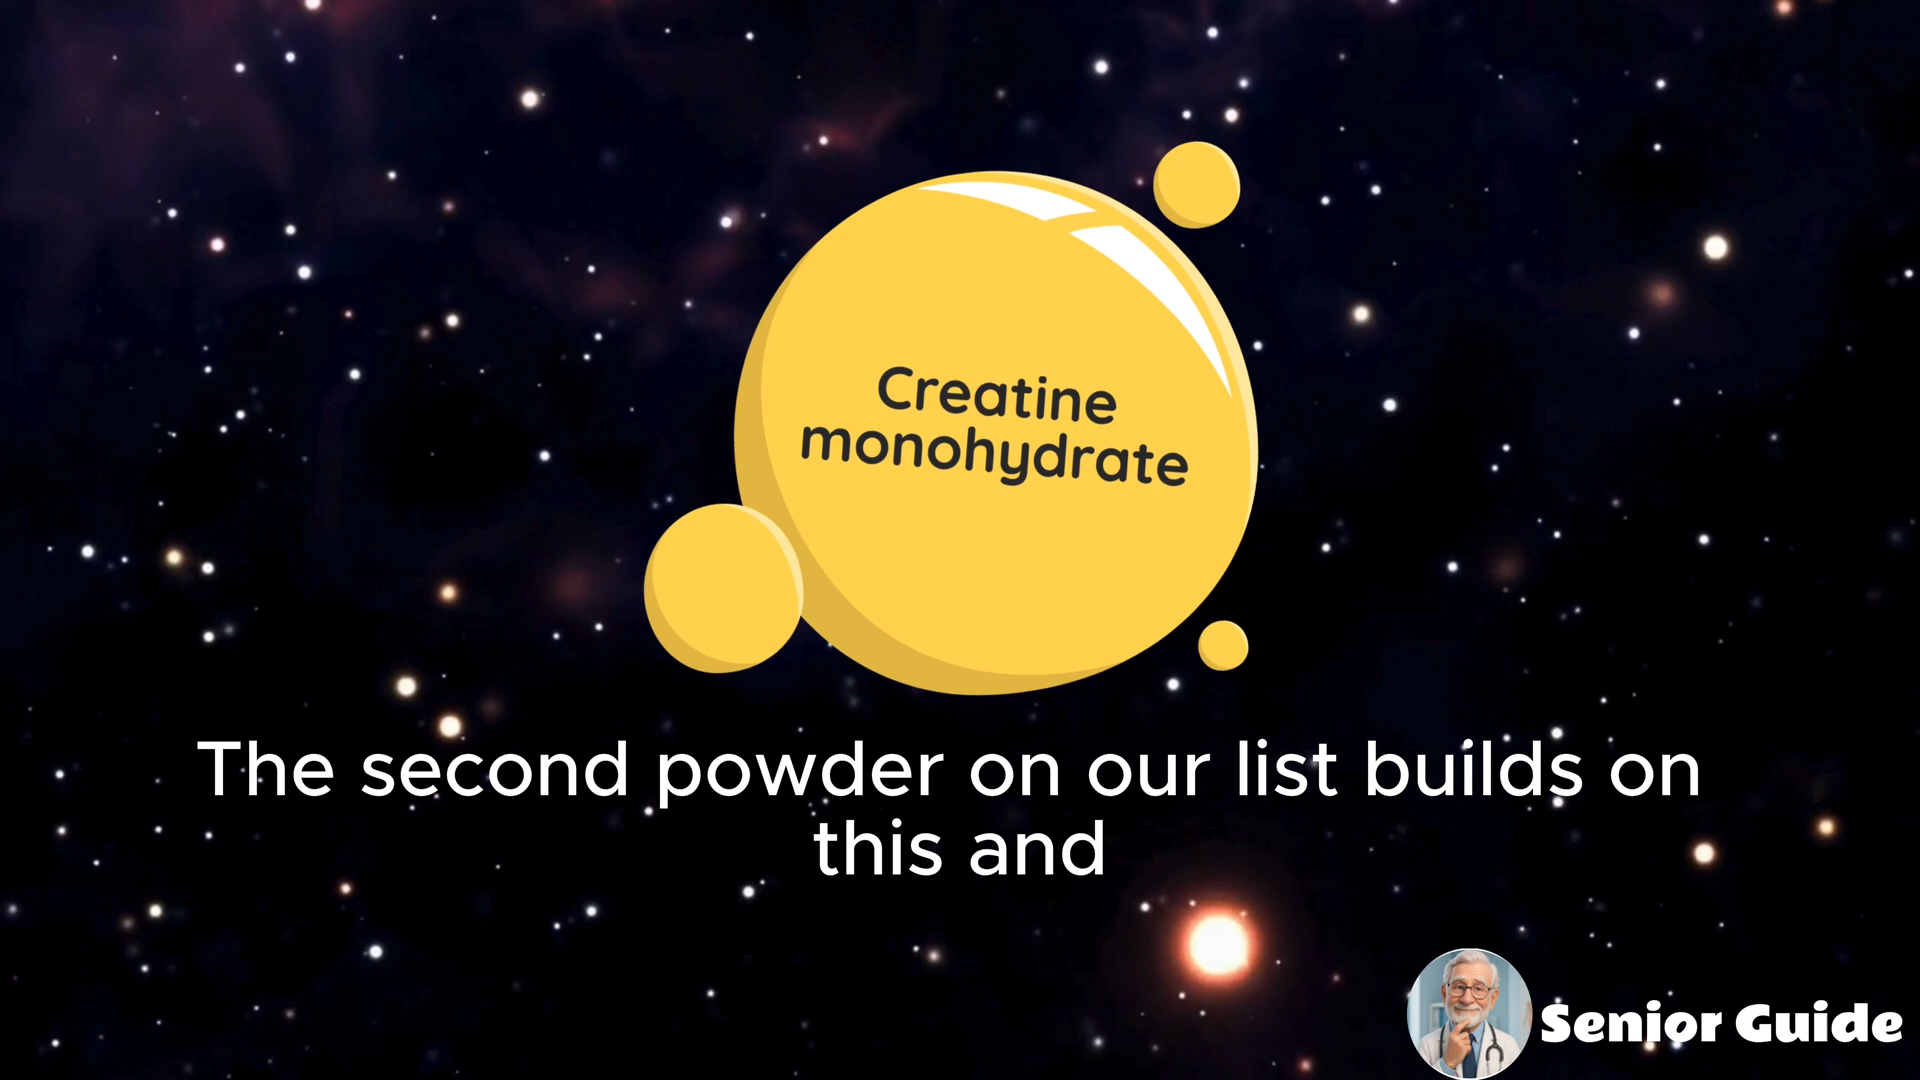 Creatine
monohydrate
The second powder on our list builds on
this and
Senior Guide